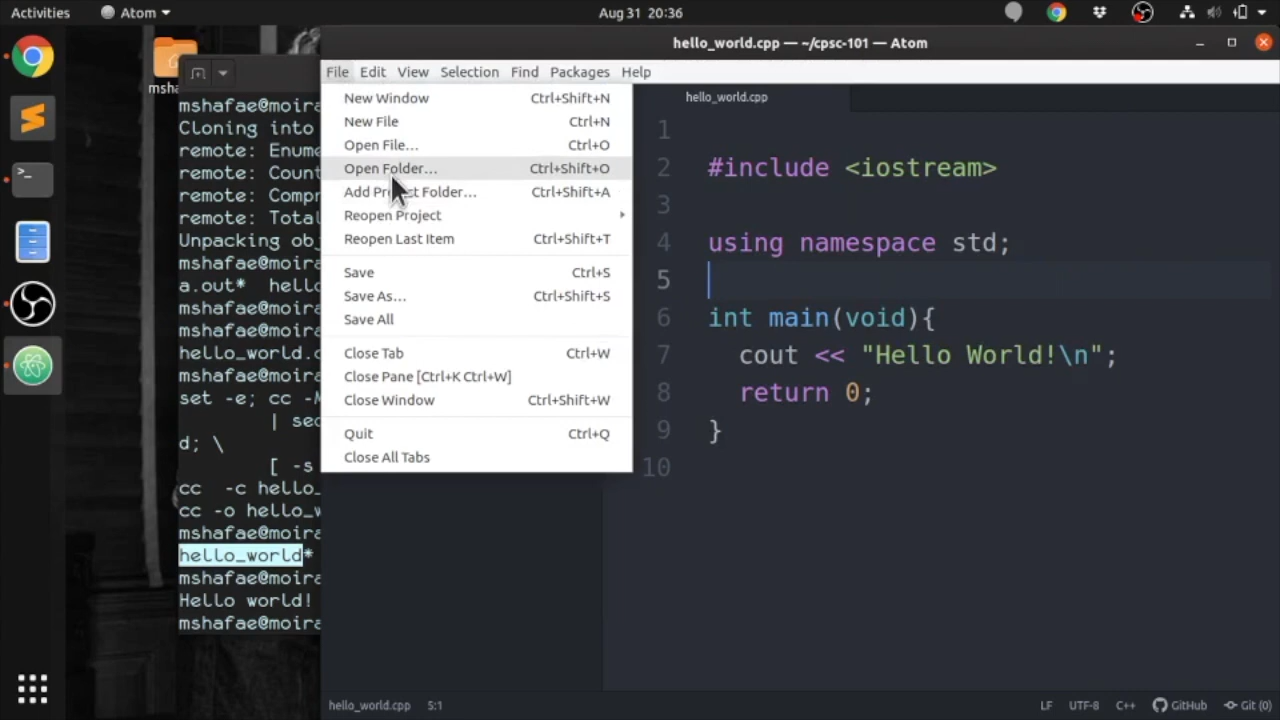 Activities
Atom
Aug 31 20:36
hello_world.cpp — ~/cpsc-101 — Atom
File Edit View Selection Find Packages Help
New Window Ctrl+Shift+N
New File Ctrl+N
Open File… Ctrl+O
Open Folder… Ctrl+Shift+O
Add Project Folder… Ctrl+Shift+A
Reopen Project
Reopen Last Item Ctrl+Shift+T
Save Ctrl+S
Save As… Ctrl+Shift+S
Save All
Close Tab Ctrl+W
Close Pane [Ctrl+K Ctrl+W]
Close Window Ctrl+Shift+W
Quit Ctrl+Q
Close All Tabs
msha
mshafae@moira
Cloning into
remote: Enume
remote: Count
remote: Compr
remote: Total
Unpacking obj
mshafae@moira
a.out* hello
mshafae@moira
hello_world.c
mshafae@moira
set -e; cc -M
| sed
d; \
[ -s
cc -c hello_
cc -o hello_w
mshafae@moira
hello_world*
mshafae@moira
Hello world!
mshafae@moira
hello_world.cpp
1
2 #include <iostream>
3
4 using namespace std;
5
6 int main(void){
7 cout << "Hello World!\n";
8 return 0;
9 }
10
hello_world.cpp 5:1
LF UTF-8 C++ GitHub Git (0)